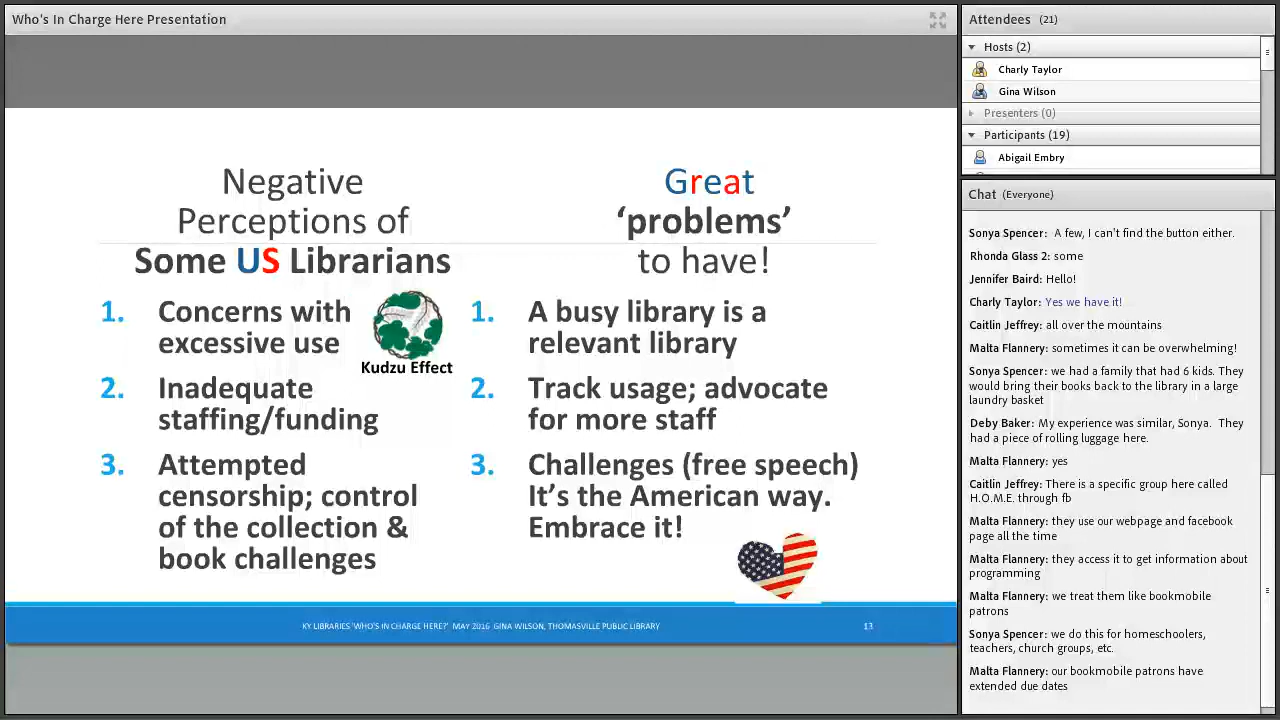 Who's In Charge Here Presentation
Negative
Perceptions of
Some US Librarians
1. Concerns with
excessive use
Kudzu Effect
2. Inadequate
staffing/funding
3. Attempted
censorship; control
of the collection &
book challenges
Great
‘problems’
to have!
1. A busy library is a
relevant library
2. Track usage; advocate
for more staff
3. Challenges (free speech)
It’s the American way.
Embrace it!
KY LIBRARIES 'WHO'S IN CHARGE HERE?' MAY 2016 GINA WILSON, THOMASVILLE PUBLIC LIBRARY
13
Attendees (21)
Hosts (2)
Charly Taylor
Gina Wilson
Presenters (0)
Participants (19)
Abigail Embry
Chat (Everyone)
Sonya Spencer: A few, I can't find the button either.
Rhonda Glass 2: some
Jennifer Baird: Hello!
Charly Taylor: Yes we have it!
Caitlin Jeffrey: all over the mountains
Malta Flannery: sometimes it can be overwhelming!
Sonya Spencer: we had a family that had 6 kids. They
would bring their books back to the library in a large
laundry basket
Deby Baker: My experience was similar, Sonya. They
had a piece of rolling luggage here.
Malta Flannery: yes
Caitlin Jeffrey: There is a specific group here called
H.O.M.E. through fb
Malta Flannery: they use our webpage and facebook
page all the time
Malta Flannery: they access it to get information about
programming
Malta Flannery: we treat them like bookmobile
patrons
Sonya Spencer: we do this for homeschoolers,
teachers, church groups, etc.
Malta Flannery: our bookmobile patrons have
extended due dates